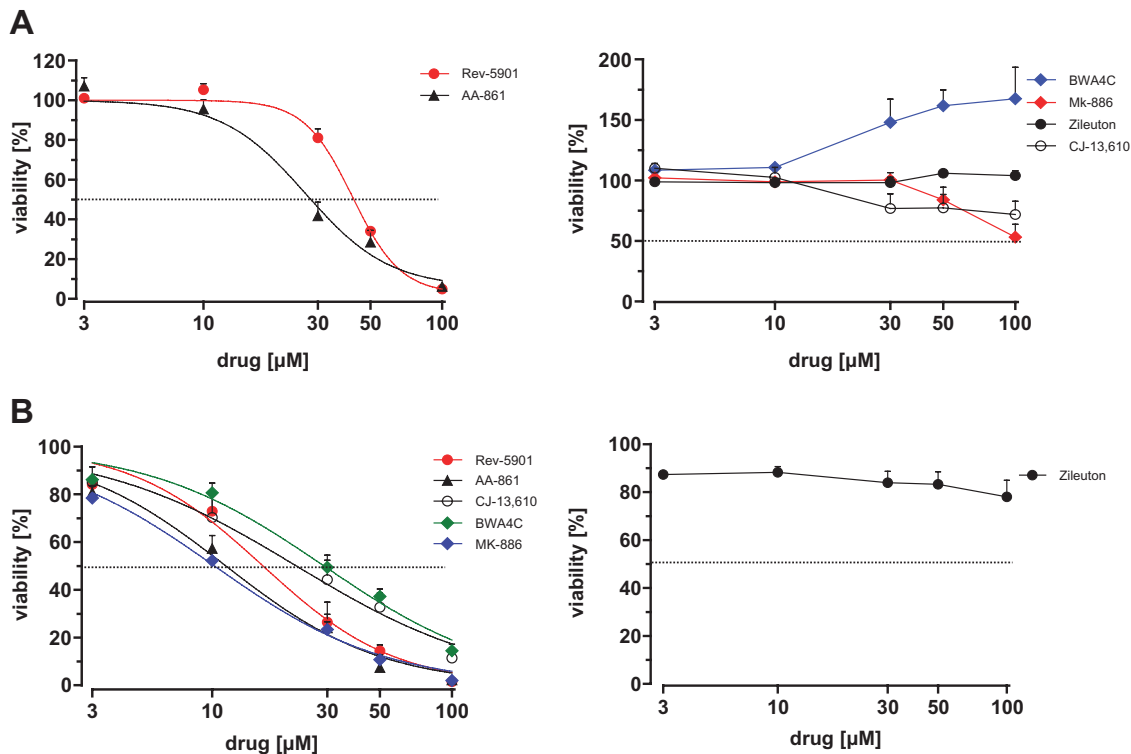 A
120
100
80
60
40
20
0
viability [%]
3 10 30 50 100
drug [µM]
Rev-5901
AA-861
200
150
100
50
0
viability [%]
3 10 30 50 100
drug [µM]
BWA4C
Mk-886
Zileuton
CJ-13,610
B
100
80
60
40
20
0
viability [%]
3 10 30 50 100
drug [µM]
Rev-5901
AA-861
CJ-13,610
BWA4C
MK-886
100
80
60
40
20
0
viability [%]
3 10 30 50 100
drug [µM]
Zileuton